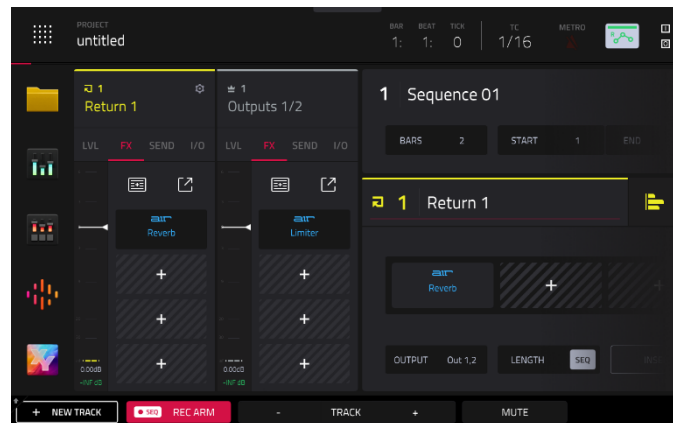 PROJECT
untitled
BAR BEAT TICK TC METRO
1: 1: 0 1/16
1
Return 1
LVL FX SEND I/O
air
Reverb
+
+
+
0.00dB
-INF dB
1
Outputs 1/2
LVL FX SEND I/O
air
Limiter
+
+
+
0.00dB
-INF dB
1 Sequence 01
BARS 2 START 1 END
1 Return 1
air
Reverb
+
OUTPUT Out 1,2 LENGTH SEQ
+ NEW TRACK SEQ REC ARM - TRACK + MUTE